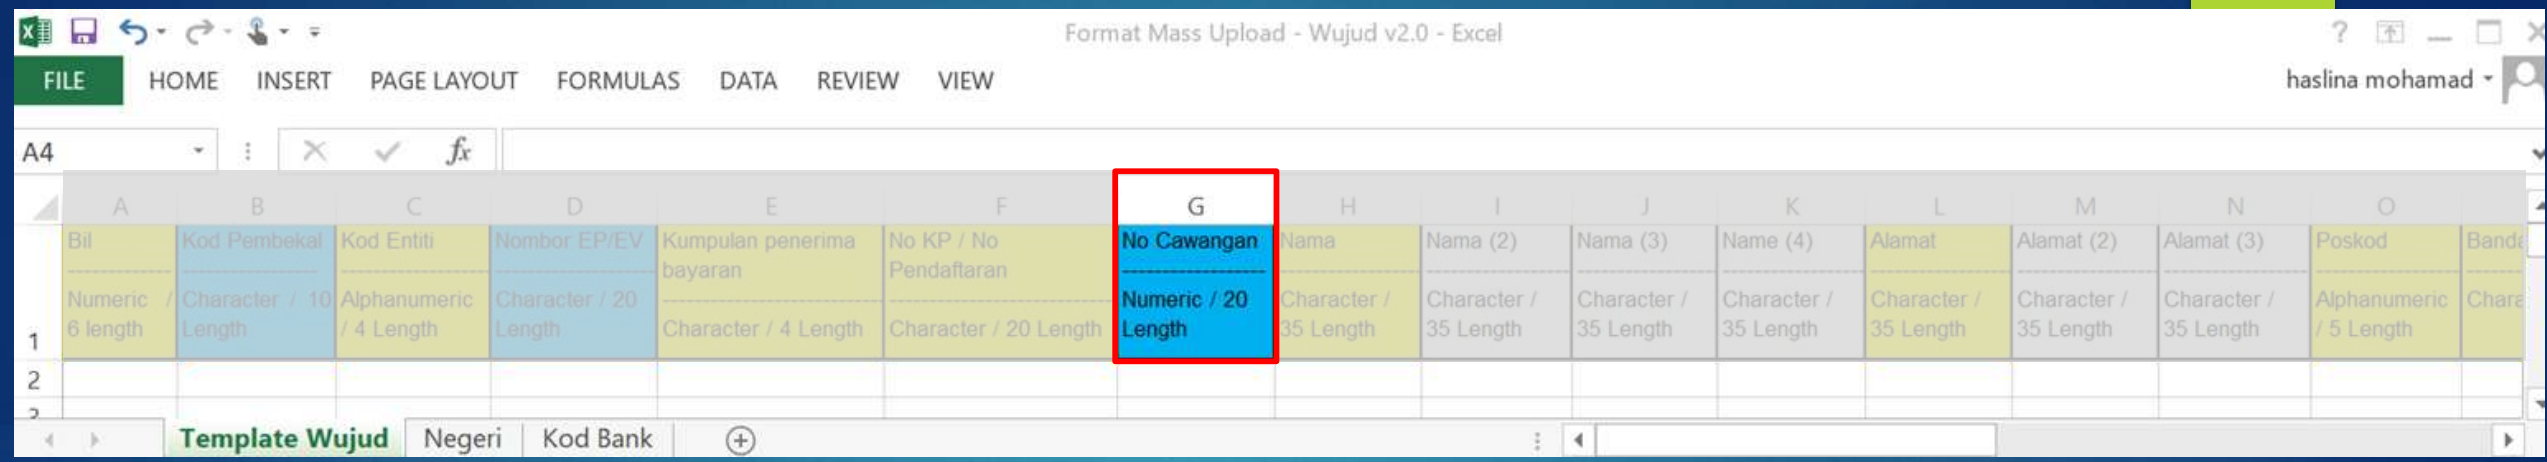 Format Mass Upload - Wujud v2.0 - Excel
?
FILE HOME INSERT PAGE LAYOUT FORMULAS DATA REVIEW VIEW haslina mohamad
A4 fx
A B C D E F G H I J K L M N O
Bil
Numeric / 6 length
Kod Pembekal
Character / 10 Length
Kod Entiti
Alphanumeric / 4 Length
Nombor EP/EV
Character / 20 Length
Kumpulan penerima bayaran
Character / 4 Length
No KP / No Pendaftaran
Character / 20 Length
No Cawangan
Numeric / 20 Length
Nama
Character / 35 Length
Nama (2)
Character / 35 Length
Nama (3)
Character / 35 Length
Name (4)
Character / 35 Length
Alamat
Character / 35 Length
Alamat (2)
Character / 35 Length
Alamat (3)
Character / 35 Length
Poskod
Alphanumeric / 5 Length
1
2
Template Wujud Negeri Kod Bank